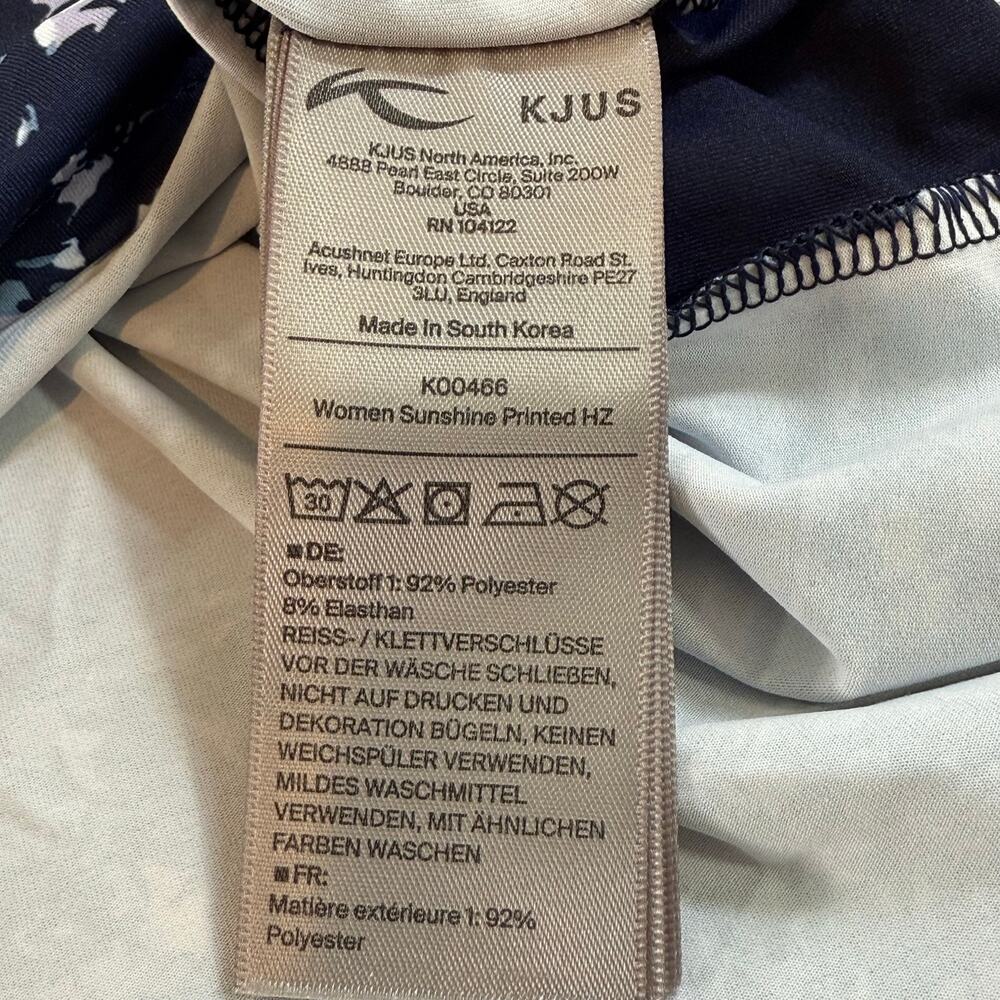 KJUS
KJUS North America, Inc.
4888 Pearl East Circle, Suite 200W
Boulder, CO 80301
USA
RN 104122
Acushnet Europe Ltd. Caxton Road St.
Ives, Huntingdon Cambridgeshire PE27
3LU, England
Made in South Korea
K00466
Women Sunshine Printed HZ
30
DE:
Oberstoff 1: 92% Polyester
8% Elasthan
REISS- / KLETTVERSCHLÜSSE
VOR DER WÄSCHE SCHLIEßEN,
NICHT AUF DRUCKEN UND
DEKORATION BÜGELN, KEINEN
WEICHSPÜLER VERWENDEN,
MILDES WASCHMITTEL
VERWENDEN, MIT ÄHNLICHEN
FARBEN WASCHEN
FR:
Matière extérieure 1: 92%
Polyester